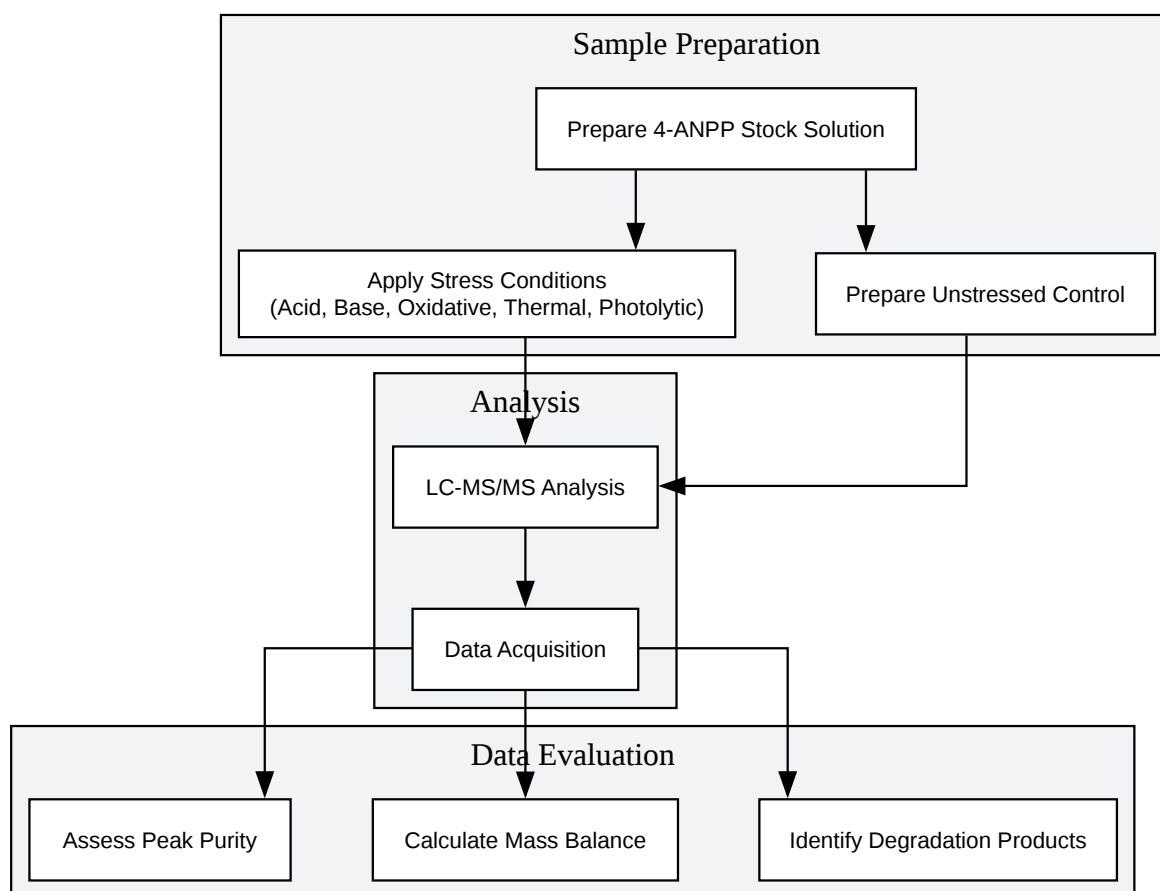 Sample Preparation
Prepare 4-ANPP Stock Solution
Apply Stress Conditions
(Acid, Base, Oxidative, Thermal, Photolytic)
Prepare Unstressed Control
Analysis
LC-MS/MS Analysis
Data Acquisition
Data Evaluation
Assess Peak Purity
Calculate Mass Balance
Identify Degradation Products